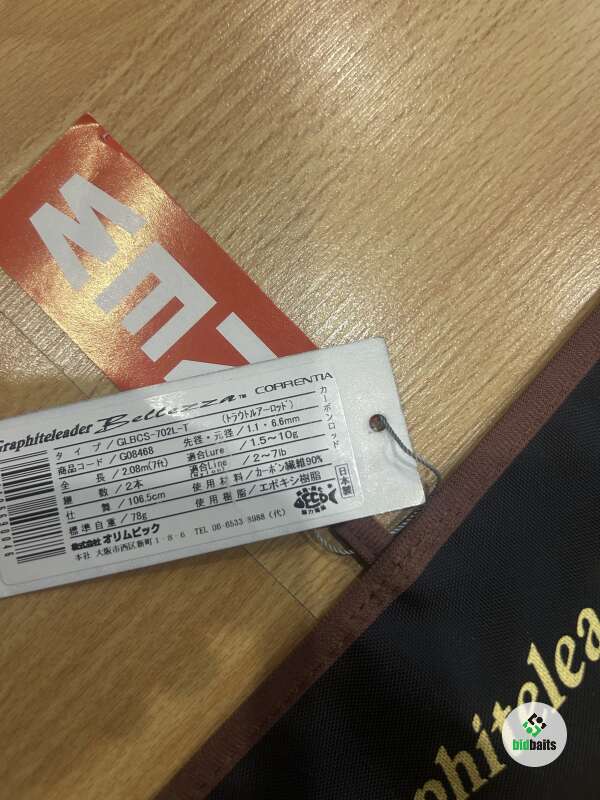 WE
Graphiteleader Bellezza™ CORRENTIA
タイプ/GLBCS-702L-T (トラウトルアーロッド)
カーボンロッド
商品コード/G08468 先径・元径/1.1・6.6mm
全長/2.08m(7ft) 適合Lure/1.5～10g
継数/2本 適合Line/2～7lb
仕舞/106.5cm 使用材料/カーボン繊維90%
標準自重/78g 使用樹脂/エポキシ樹脂
日本製
株式会社オリムピック TEL 06-6533-3988(代)
本社 大阪市西区新町1-8-6
phitelea
bidbaits